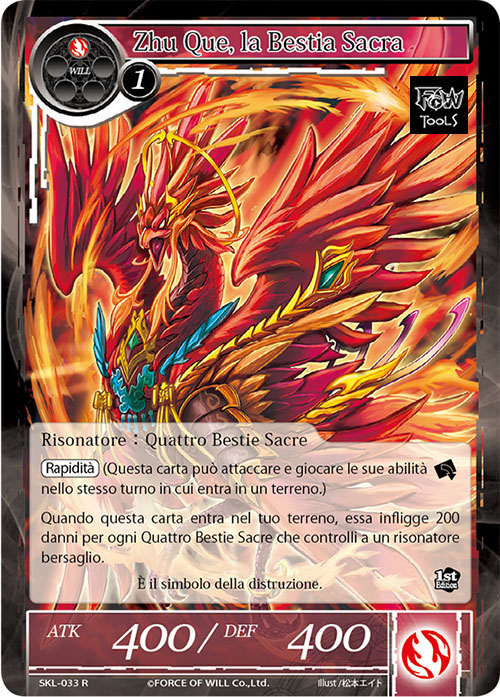 Zhu Que, la Bestia Sacra
WILL
1
FoW
TOOLS
Risonatore : Quattro Bestie Sacre
Rapidità (Questa carta può attaccare e giocare le sue abilità
nello stesso turno in cui entra in un terreno.)
Quando questa carta entra nel tuo terreno, essa infligge 200
danni per ogni Quattro Bestie Sacre che controlli a un risonatore
bersaglio.
1st
Edition
È il simbolo della distruzione.
ATK 400 / DEF 400
SKL-033 R ©FORCE OF WILL Co.,Ltd. Illust /松本エイト